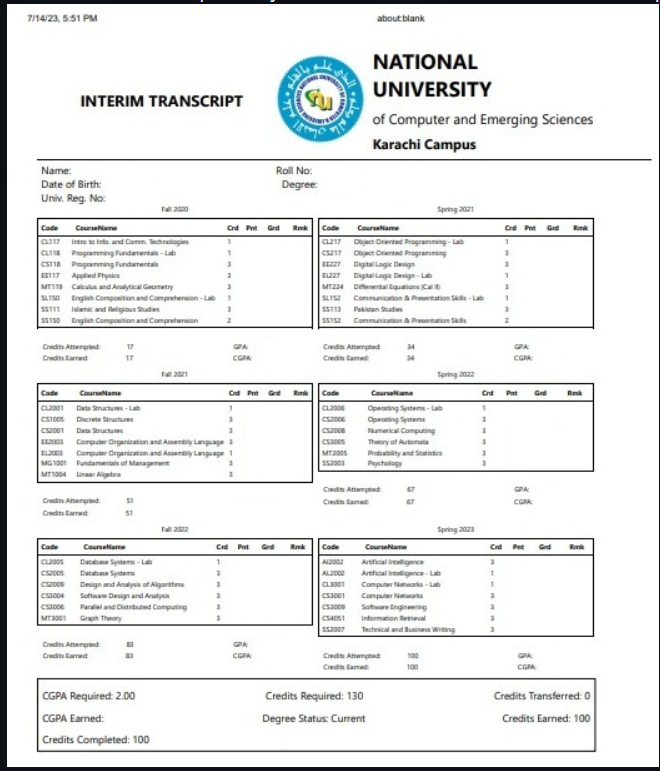 7/14/23, 5:51 PM about:blank
INTERIM TRANSCRIPT
NATIONAL
UNIVERSITY
of Computer and Emerging Sciences
Karachi Campus
Name: Roll No:
Date of Birth: Degree:
Univ. Reg. No:
Fall 2020
Code CourseName Crd Pnt Grd Rmk
CL117 Intro to Info. and Comm. Technologies 1
CL118 Programming Fundamentals - Lab 1
CS118 Programming Fundamentals 3
EE117 Applied Physics 3
MT119 Calculus and Analytical Geometry 3
SL150 English Composition and Comprehension - Lab 1
SS111 Islamic and Religious Studies 3
SS150 English Composition and Comprehension 2
Credits Attempted: 17 GPA:
Credits Earned: 17 CGPA:
Spring 2021
Code CourseName Crd Pnt Grd Rmk
CL217 Object Oriented Programming - Lab 1
CS217 Object Oriented Programming 3
EE227 Digital Logic Design 3
EL227 Digital Logic Design - Lab 1
MT224 Differential Equations (Cal II) 3
SL152 Communication & Presentation Skills - Lab 1
SS113 Pakistan Studies 3
SS152 Communication & Presentation Skills 2
Credits Attempted: 34 GPA:
Credits Earned: 34 CGPA:
Fall 2021
Code CourseName Crd Pnt Grd Rmk
CL2001 Data Structures - Lab 1
CS1005 Discrete Structures 3
CS2001 Data Structures 3
EE2003 Computer Organization and Assembly Language 3
EL2003 Computer Organization and Assembly Language 1
MG1001 Fundamentals of Management 3
MT1004 Linear Algebra 3
Credits Attempted: 51
Credits Earned: 51
Spring 2022
Code CourseName Crd Pnt Grd Rmk
CL2006 Operating Systems - Lab 1
CS2006 Operating Systems 3
CS2008 Numerical Computing 3
CS3005 Theory of Automata 3
MT2005 Probability and Statistics 3
SS2003 Psychology 3
Credits Attempted: 67 GPA:
Credits Earned: 67 CGPA:
Fall 2022
Code CourseName Crd Pnt Grd Rmk
CL2005 Database Systems - Lab 1
CS2005 Database Systems 3
CS2009 Design and Analysis of Algorithms 3
CS3004 Software Design and Analysis 3
CS3006 Parallel and Distributed Computing 3
MT3001 Graph Theory 3
Credits Attempted: 83 GPA:
Credits Earned: 83 CGPA:
Spring 2023
Code CourseName Crd Pnt Grd Rmk
AI2002 Artificial Intelligence 3
AL2002 Artificial Intelligence - Lab 1
CL3001 Computer Networks - Lab 1
CS3001 Computer Networks 3
CS3009 Software Engineering 3
CS4051 Information Retrieval 3
SS2007 Technical and Business Writing 3
Credits Attempted: 100 GPA:
Credits Earned: 100 CGPA:
CGPA Required: 2.00 Credits Required: 130 Credits Transferred: 0
CGPA Earned: Degree Status: Current Credits Earned: 100
Credits Completed: 100